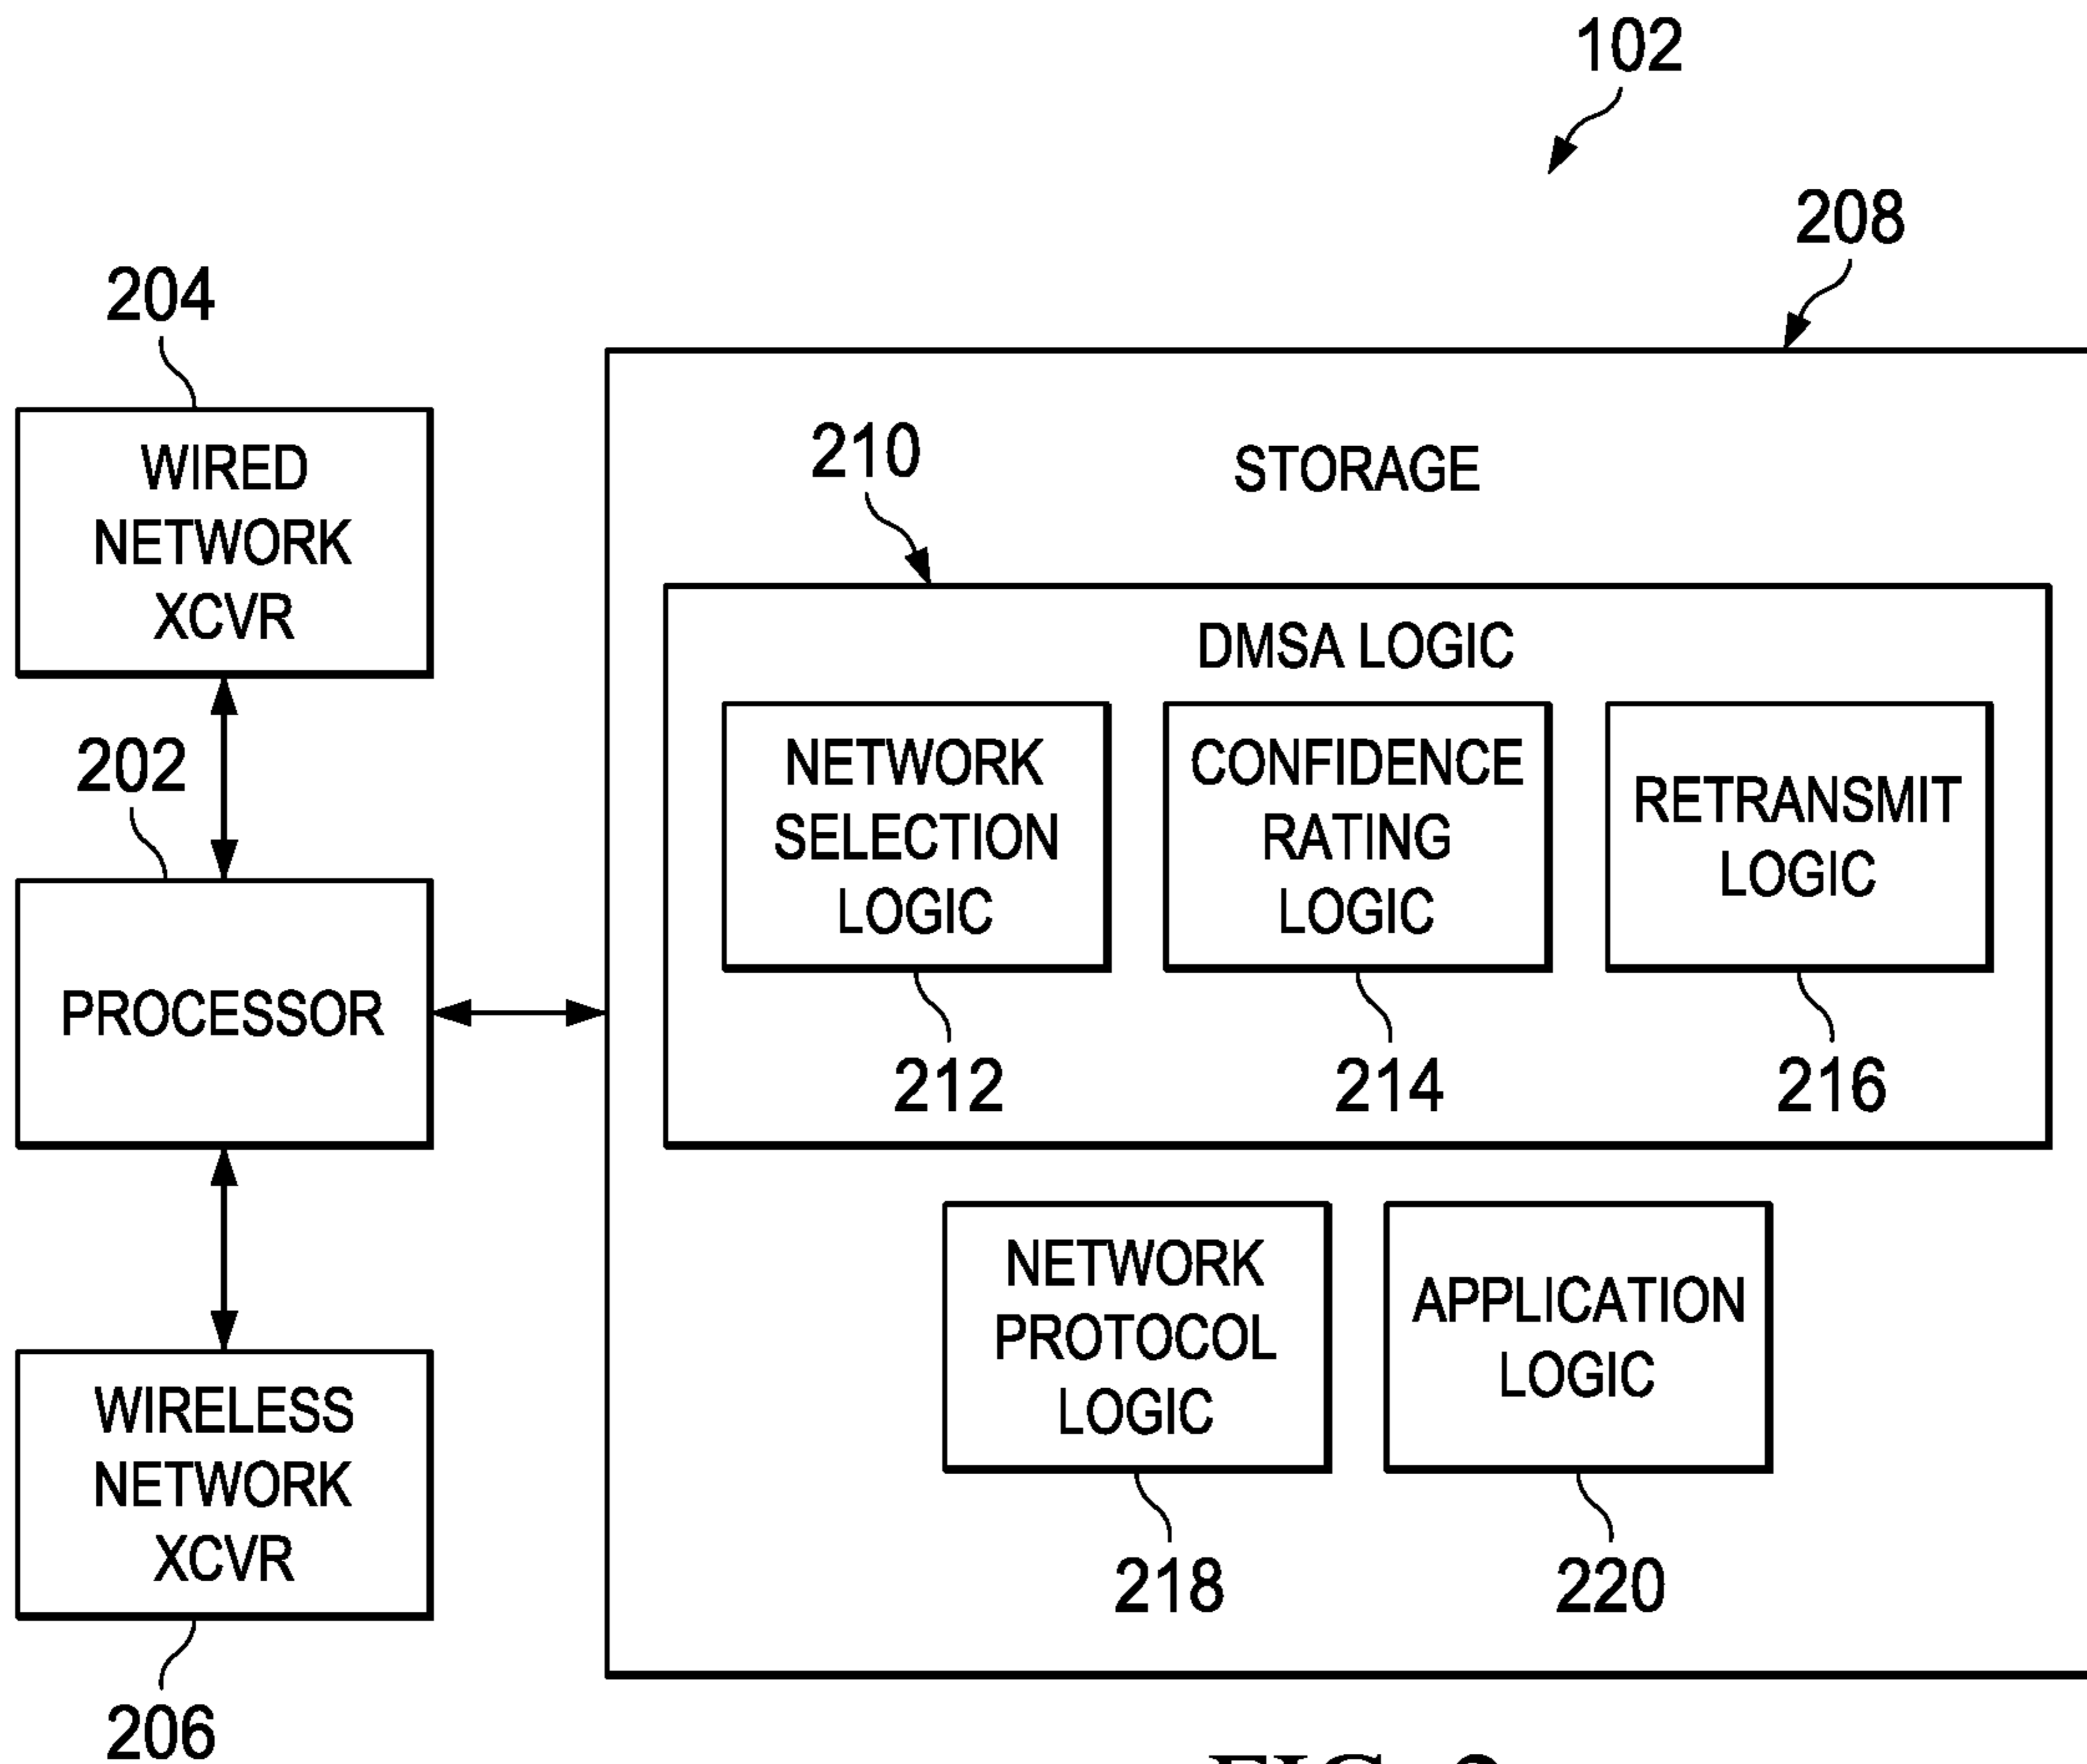 102
208
204
WIRED
NETWORK
XCVR
210
STORAGE
DMSA LOGIC
202
NETWORK
SELECTION
LOGIC
212
CONFIDENCE
RATING
LOGIC
214
RETRANSMIT
LOGIC
216
PROCESSOR
NETWORK
PROTOCOL
LOGIC
218
APPLICATION
LOGIC
220
WIRELESS
NETWORK
XCVR
206